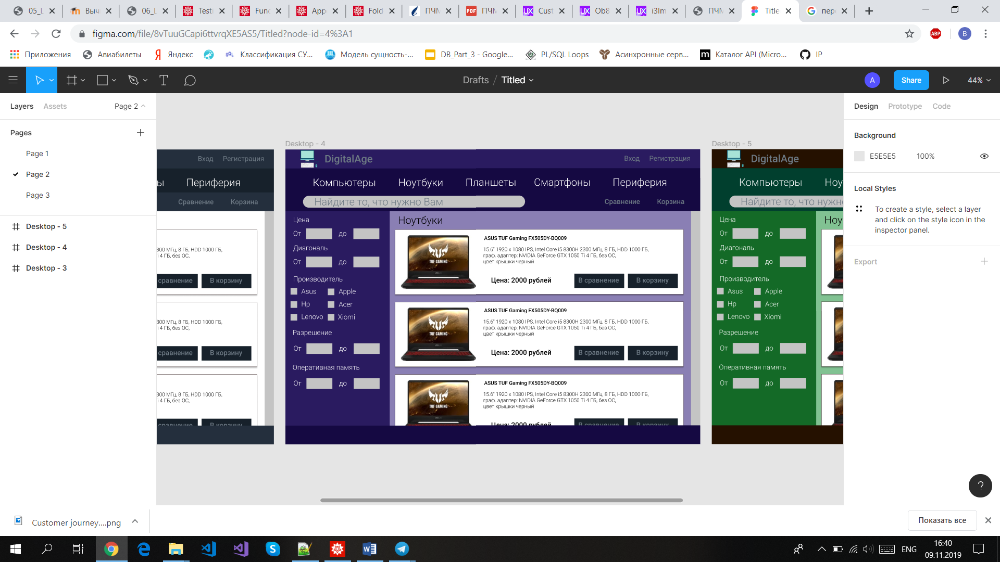 05_L
Выч
06_L
Testi
Func
Appe
Fold
ПЧМ
ПЧМ
Cust
Ob8
i3Im
ПЧМ
Title
пер
figma.com/file/8vTuuGCapi6ttvrqXE5AS5/Titled?node-id=4%3A1
ABP
B
Приложения
Авиабилеты
Яндекс
Классификация СУ...
Модель сущность-...
DB_Part_3 - Google...
PL/SQL Loops
Асинхронные серв...
Каталог API (Micro...
IP
Drafts / Titled
A
Share
44%
Layers
Assets
Page 2
Pages
Page 1
Page 2
Page 3
Desktop - 5
Desktop - 4
Desktop - 3
Вход
Регистрация
ы
Периферия
Сравнение
Корзина
300 МГц, 8 ГБ, HDD 1000 ГБ,
i 4 ГБ, без ОС,
сравнение
В корзину
300 МГц, 8 ГБ, HDD 1000 ГБ,
i 4 ГБ, без ОС,
сравнение
В корзину
300 МГц, 8 ГБ, HDD 1000 ГБ,
i 4 ГБ, без ОС,
сравнение
В корзину
Desktop - 4
DigitalAge
Вход
Регистрация
Компьютеры
Ноутбуки
Планшеты
Смартфоны
Периферия
Найдите то, что нужно Вам
Сравнение
Корзина
Цена
От
до
Диагональ
От
до
Производитель
Asus
Apple
Hp
Acer
Lenovo
Xiomi
Разрешение
От
до
Оперативная память
От
до
Ноутбуки
TUF GAMING
ASUS TUF Gaming FX505DY-BQ009
15.6" 1920 x 1080 IPS, Intel Core i5 8300H 2300 МГц, 8 ГБ, HDD 1000 ГБ,
граф. адаптер: NVIDIA GeForce GTX 1050 Ti 4 ГБ, без ОС,
цвет крышки черный
Цена: 2000 рублей
В сравнение
В корзину
TUF GAMING
ASUS TUF Gaming FX505DY-BQ009
15.6" 1920 x 1080 IPS, Intel Core i5 8300H 2300 МГц, 8 ГБ, HDD 1000 ГБ,
граф. адаптер: NVIDIA GeForce GTX 1050 Ti 4 ГБ, без ОС,
цвет крышки черный
Цена: 2000 рублей
В сравнение
В корзину
TUF GAMING
ASUS TUF Gaming FX505DY-BQ009
15.6" 1920 x 1080 IPS, Intel Core i5 8300H 2300 МГц, 8 ГБ, HDD 1000 ГБ,
граф. адаптер: NVIDIA GeForce GTX 1050 Ti 4 ГБ, без ОС,
цвет крышки черный
Цена: 2000 рублей
В сравнение
В корзину
Desktop - 5
DigitalAge
Компьютеры
Ноу
Найдите то, что нужн
Цена
От
до
Диагональ
От
до
Производитель
Asus
Apple
Hp
Acer
Lenovo
Xiomi
Разрешение
От
до
Оперативная память
От
до
Ноу
Design
Prototype
Code
Background
E5E5E5
100%
Local Styles
To create a style, select a layer
and click on the style icon in the
inspector panel.
Export
?
Customer journey....png
Показать все
ENG
16:40
09.11.2019